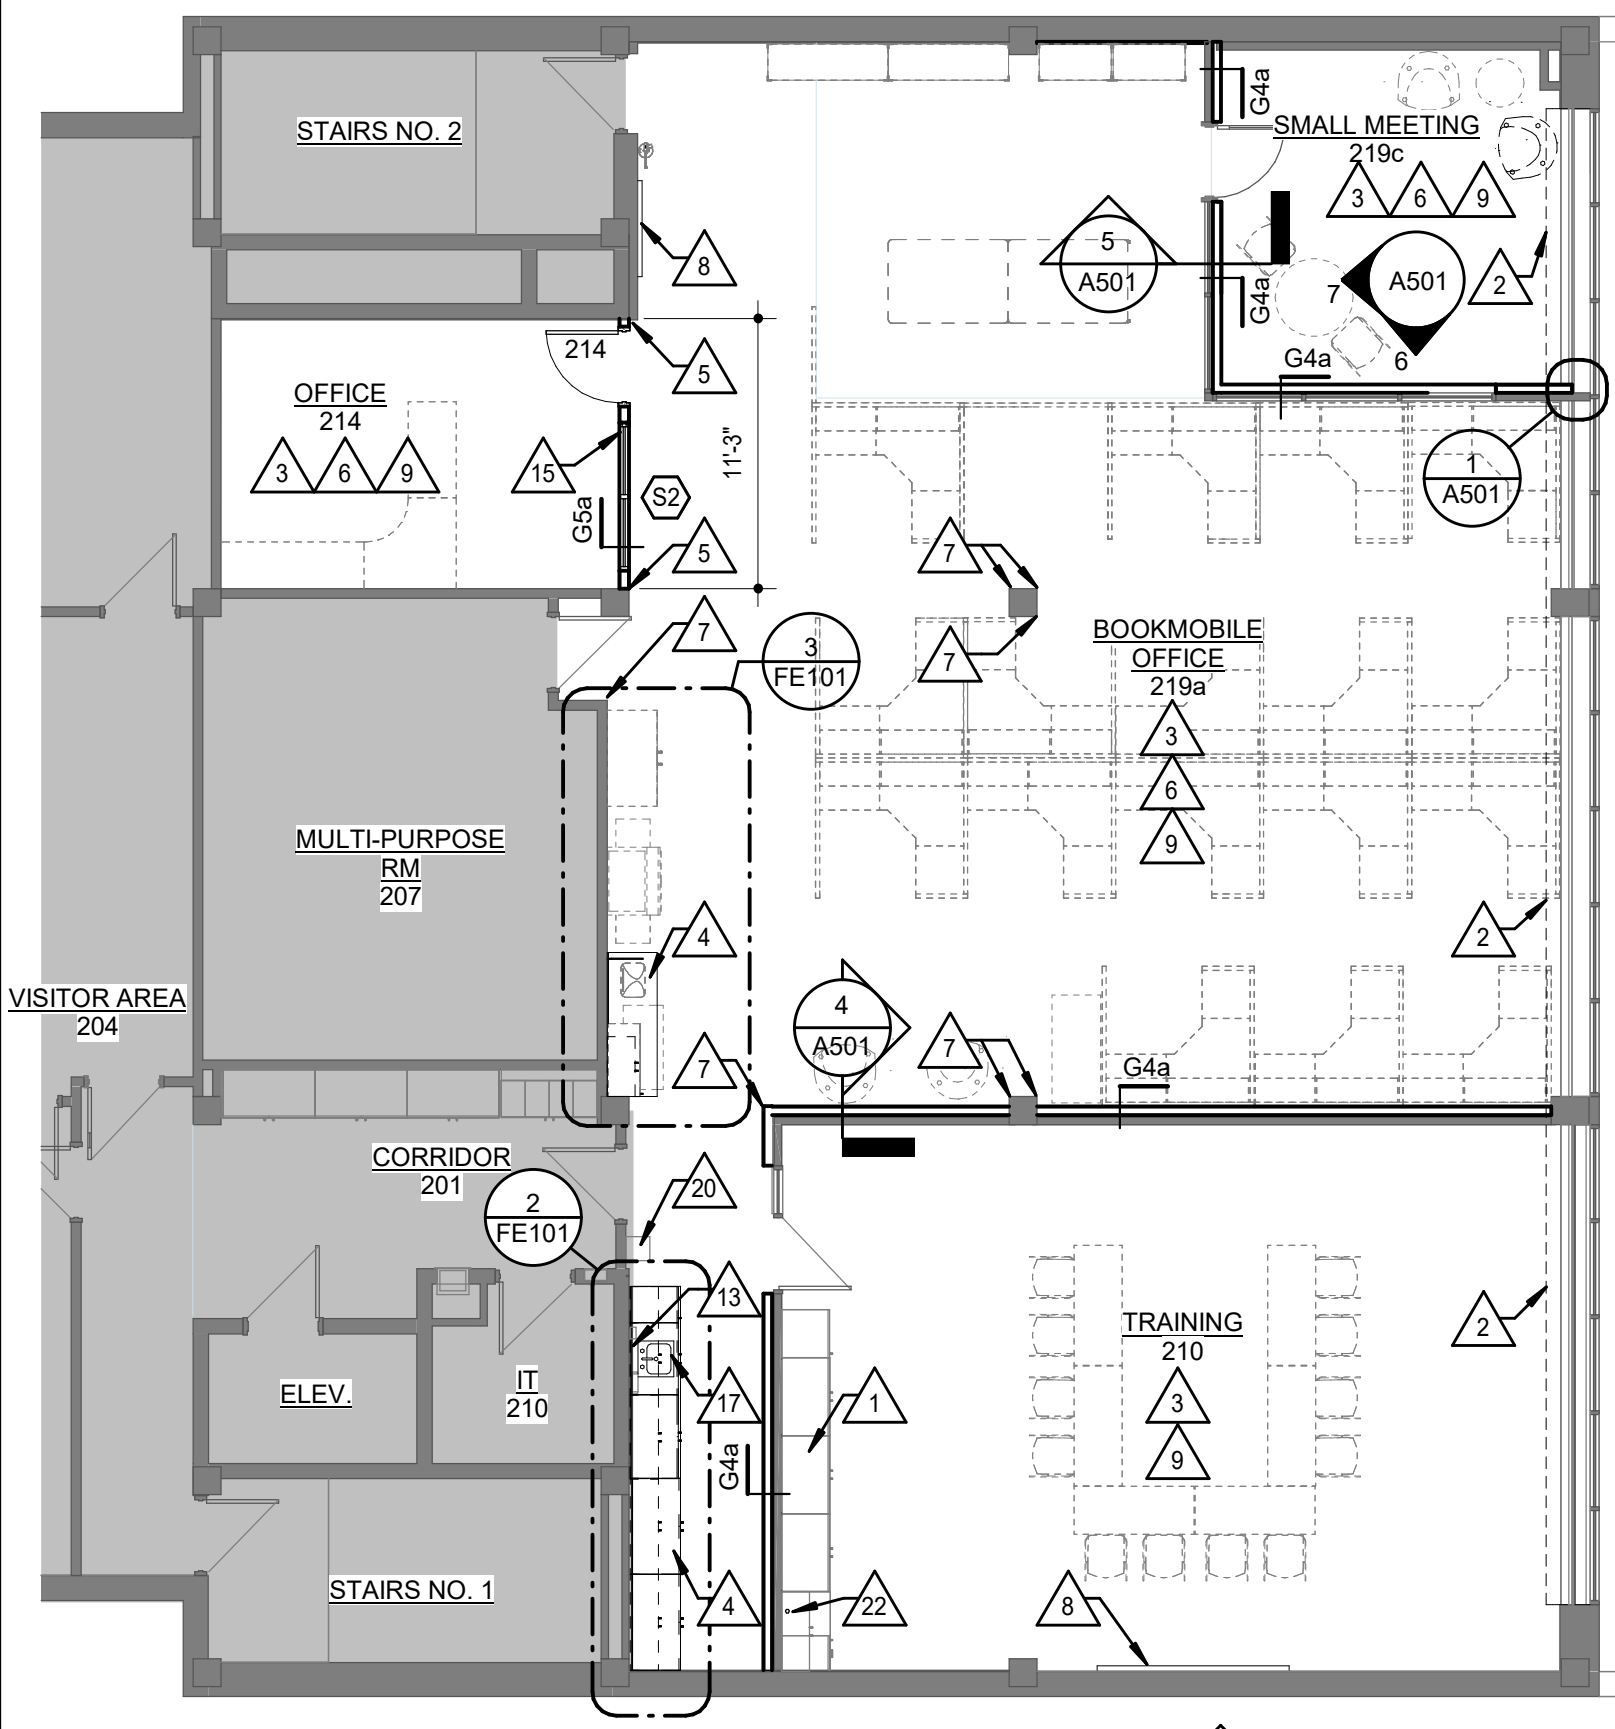 STAIRS NO. 2
G4a
SMALL MEETING
219c
3 6 9
8
5
A501
G4a
7
A501
6
2
214
5
G4a
OFFICE
214
3 6 9
15
11'-3"
S2
G5a
5
1
A501
7
7
7
3
FE101
BOOKMOBILE
OFFICE
219a
3
6
9
MULTI-PURPOSE
RM
207
4
2
VISITOR AREA
204
4
A501
7
7
G4a
CORRIDOR
201
20
2
FE101
13
TRAINING
210
3
9
2
ELEV.
IT
210
17
1
G4a
STAIRS NO. 1
4
22
8